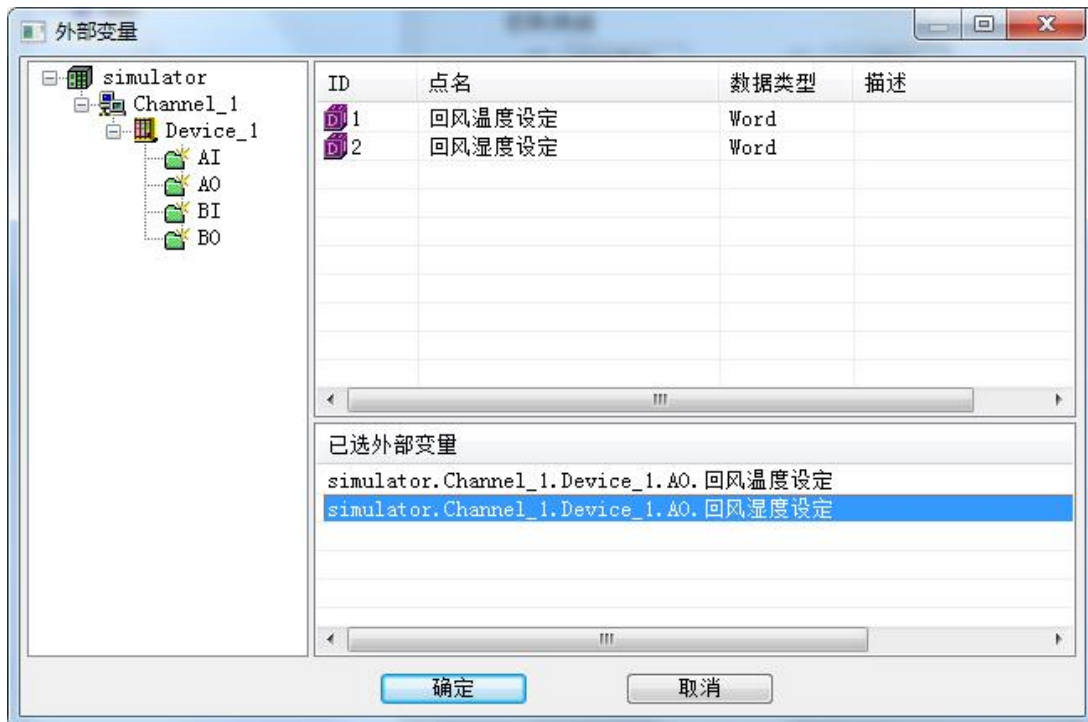 外部变量
simulator
Channel_1
Device_1
AI
AO
BI
BO
ID 点名 数据类型 描述
1 回风温度设定 Word
2 回风湿度设定 Word
已选外部变量
simulator.Channel_1.Device_1.AO.回风温度设定
simulator.Channel_1.Device_1.AO.回风湿度设定
确定 取消